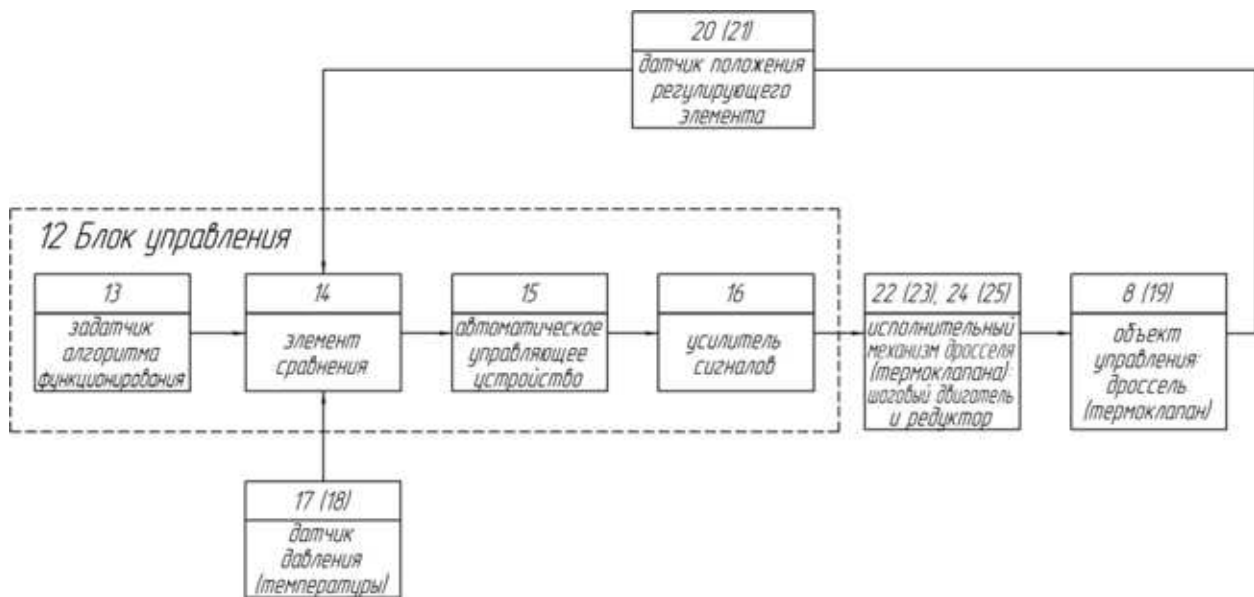 20 (21)
датчик положения
регулирующего
элемента
12 Блок управления
13
задатчик
алгоритма
функционирования
14
элемент
сравнения
15
автоматическое
управляющее
устройство
16
усилитель
сигналов
22 (23), 24 (25)
исполнительный
механизм дросселя
(термоклапана):
шаговый двигатель
и редуктор
8 (19)
объект
управления:
дроссель
(термоклапан)
17 (18)
датчик
давления
(температуры)